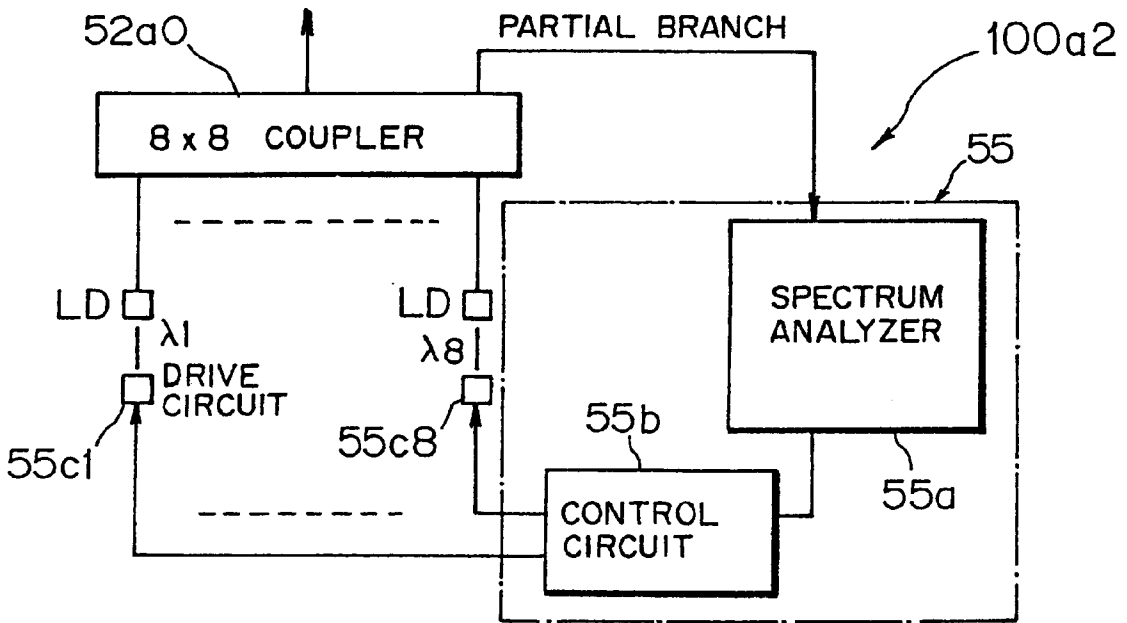 52a0
PARTIAL BRANCH
100a2
8 x 8 COUPLER
55
LD
λ1
LD
λ8
SPECTRUM
ANALYZER
DRIVE
CIRCUIT
55c1
55c8
55b
55a
CONTROL
CIRCUIT